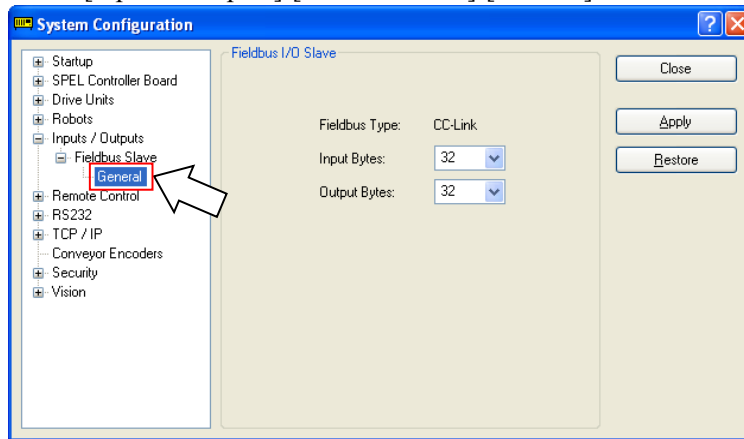 System Configuration
Startup
SPEL Controller Board
Drive Units
Robots
Inputs / Outputs
Fieldbus Slave
General
Remote Control
RS232
TCP / IP
Conveyor Encoders
Security
Vision
Fieldbus I/O Slave
Fieldbus Type: CC-Link
Input Bytes: 32
Output Bytes: 32
Close
Apply
Restore